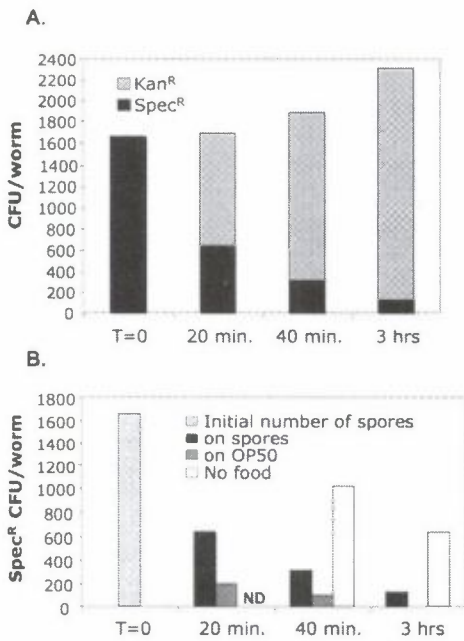 A.
2400
2200
2000
1800
1600
1400
1200
1000
800
600
400
200
0
CFU/worm
Kanᴿ
Specᴿ
T=0 20 min. 40 min. 3 hrs
B.
1800
1600
1400
1200
1000
800
600
400
200
0
Specᴿ CFU/worm
Initial number of spores
on spores
on OP50
No food
ND
T=0 20 min. 40 min. 3 hrs